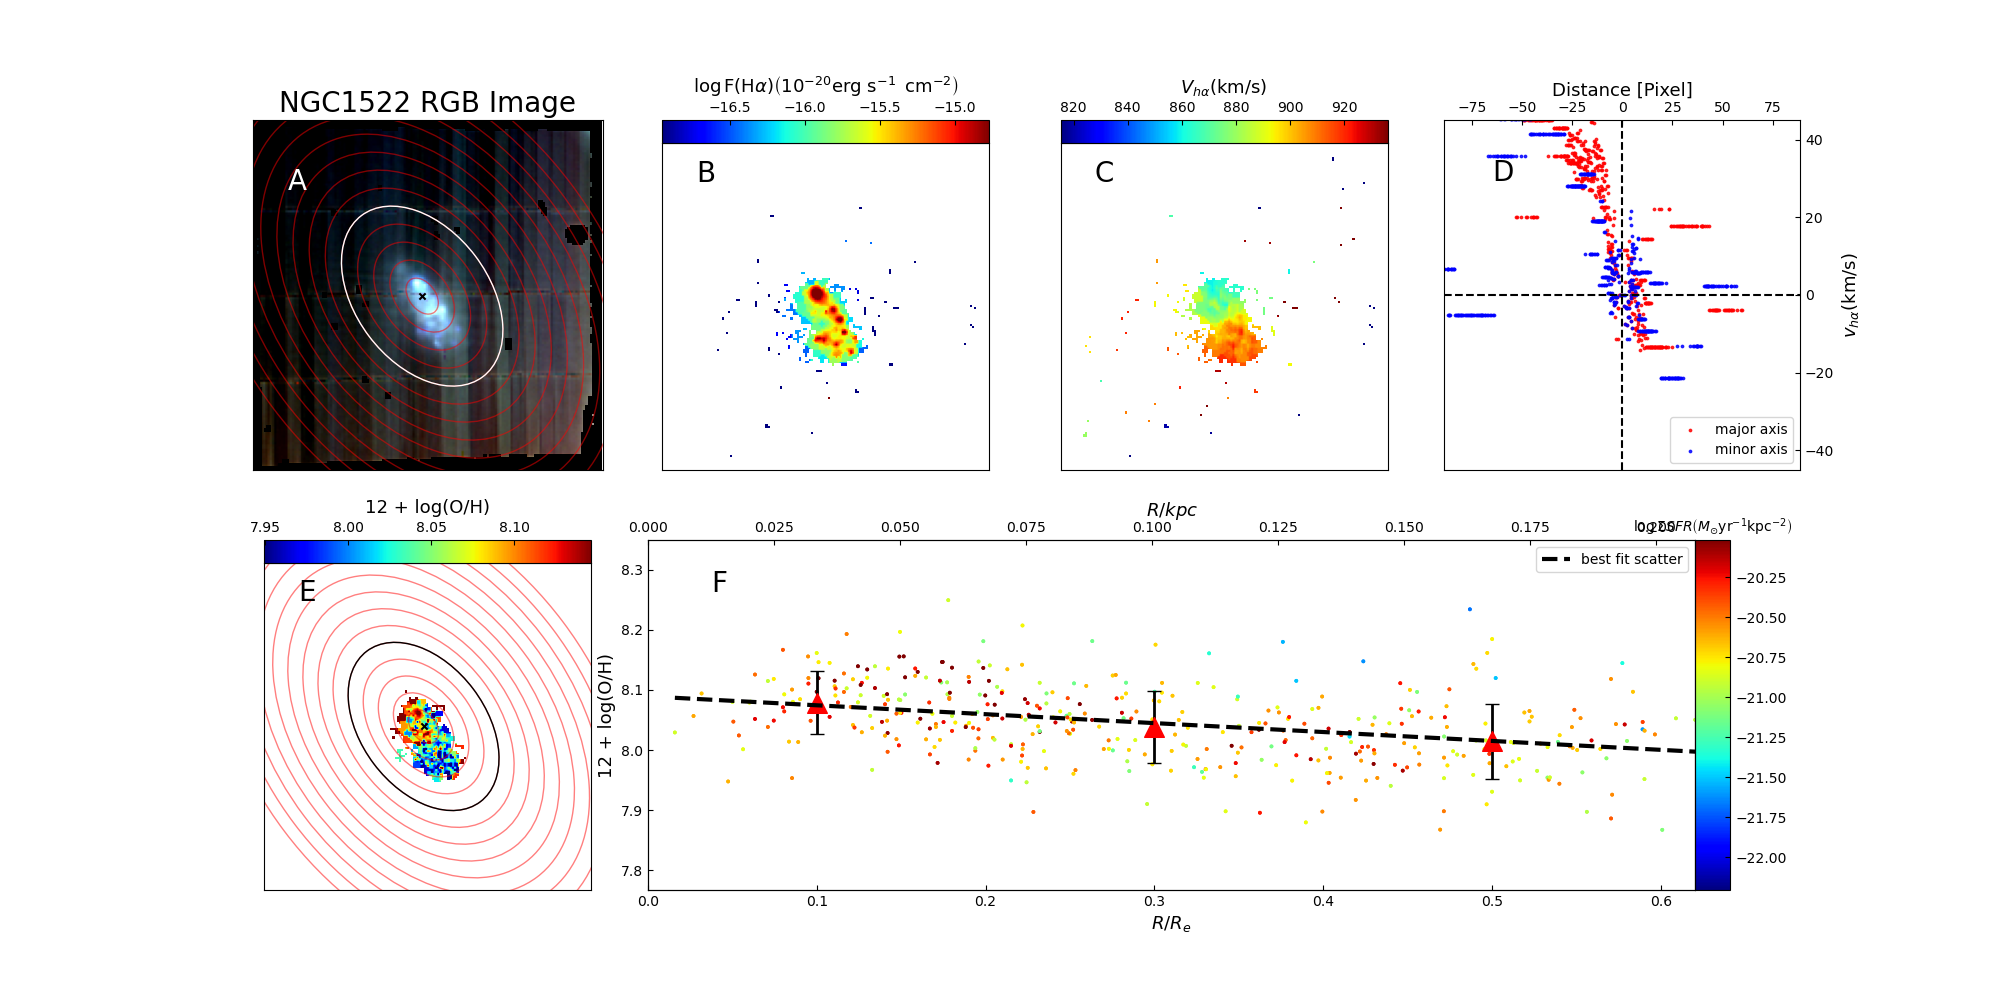 NGC1522 RGB Image
A
log F(Hα) (10⁻²⁰erg s⁻¹ cm⁻²)
−16.5 −16.0 −15.5 −15.0
B
Vhα(km/s)
820 840 860 880 900 920
C
Distance [Pixel]
−75 −50 −25 0 25 50 75
D
40
20
0
−20
−40
vhα(km/s)
major axis
minor axis
12 + log(O/H)
7.95 8.00 8.05 8.10
E
R/kpc
0.000 0.025 0.050 0.075 0.100 0.125 0.150 0.175 0.200
log ΣSFR(M⊙yr⁻¹kpc⁻²)
F
best fit scatter
12 + log(O/H)
8.3
8.2
8.1
8.0
7.9
7.8
0.0 0.1 0.2 0.3 0.4 0.5 0.6
R/Re
−20.25
−20.50
−20.75
−21.00
−21.25
−21.50
−21.75
−22.00